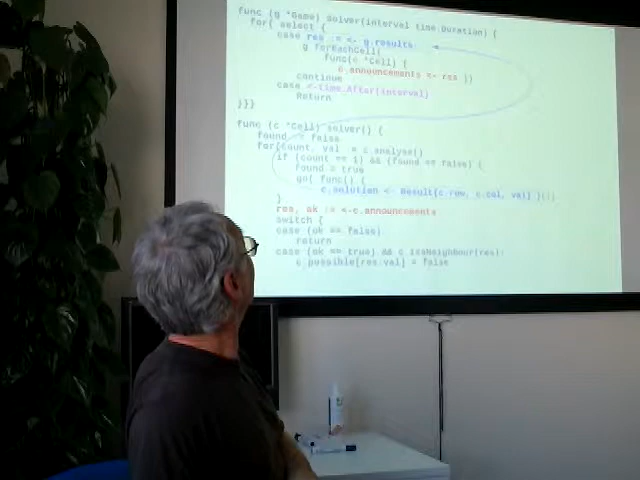 func (g *Game) Solver(interval time.Duration) {
for{ select {
case res := <- g.results
g forEachCell(
func(c *Cell) {
c.announcements <- res })
continue
case <-time.After(interval)
Return
}}}
func (c *Cell) solver() {
found := false
for{count, val = c.analyse()
if (count == 1) && (found == false) {
found = true
go( func() {
c.solution <- Result{c.row, c.col, val} }())
}
res, ok := <-c.announcements
switch {
case (ok == false)
return
case (ok == true) && c isNeighbour(res):
c possible[res val] = false